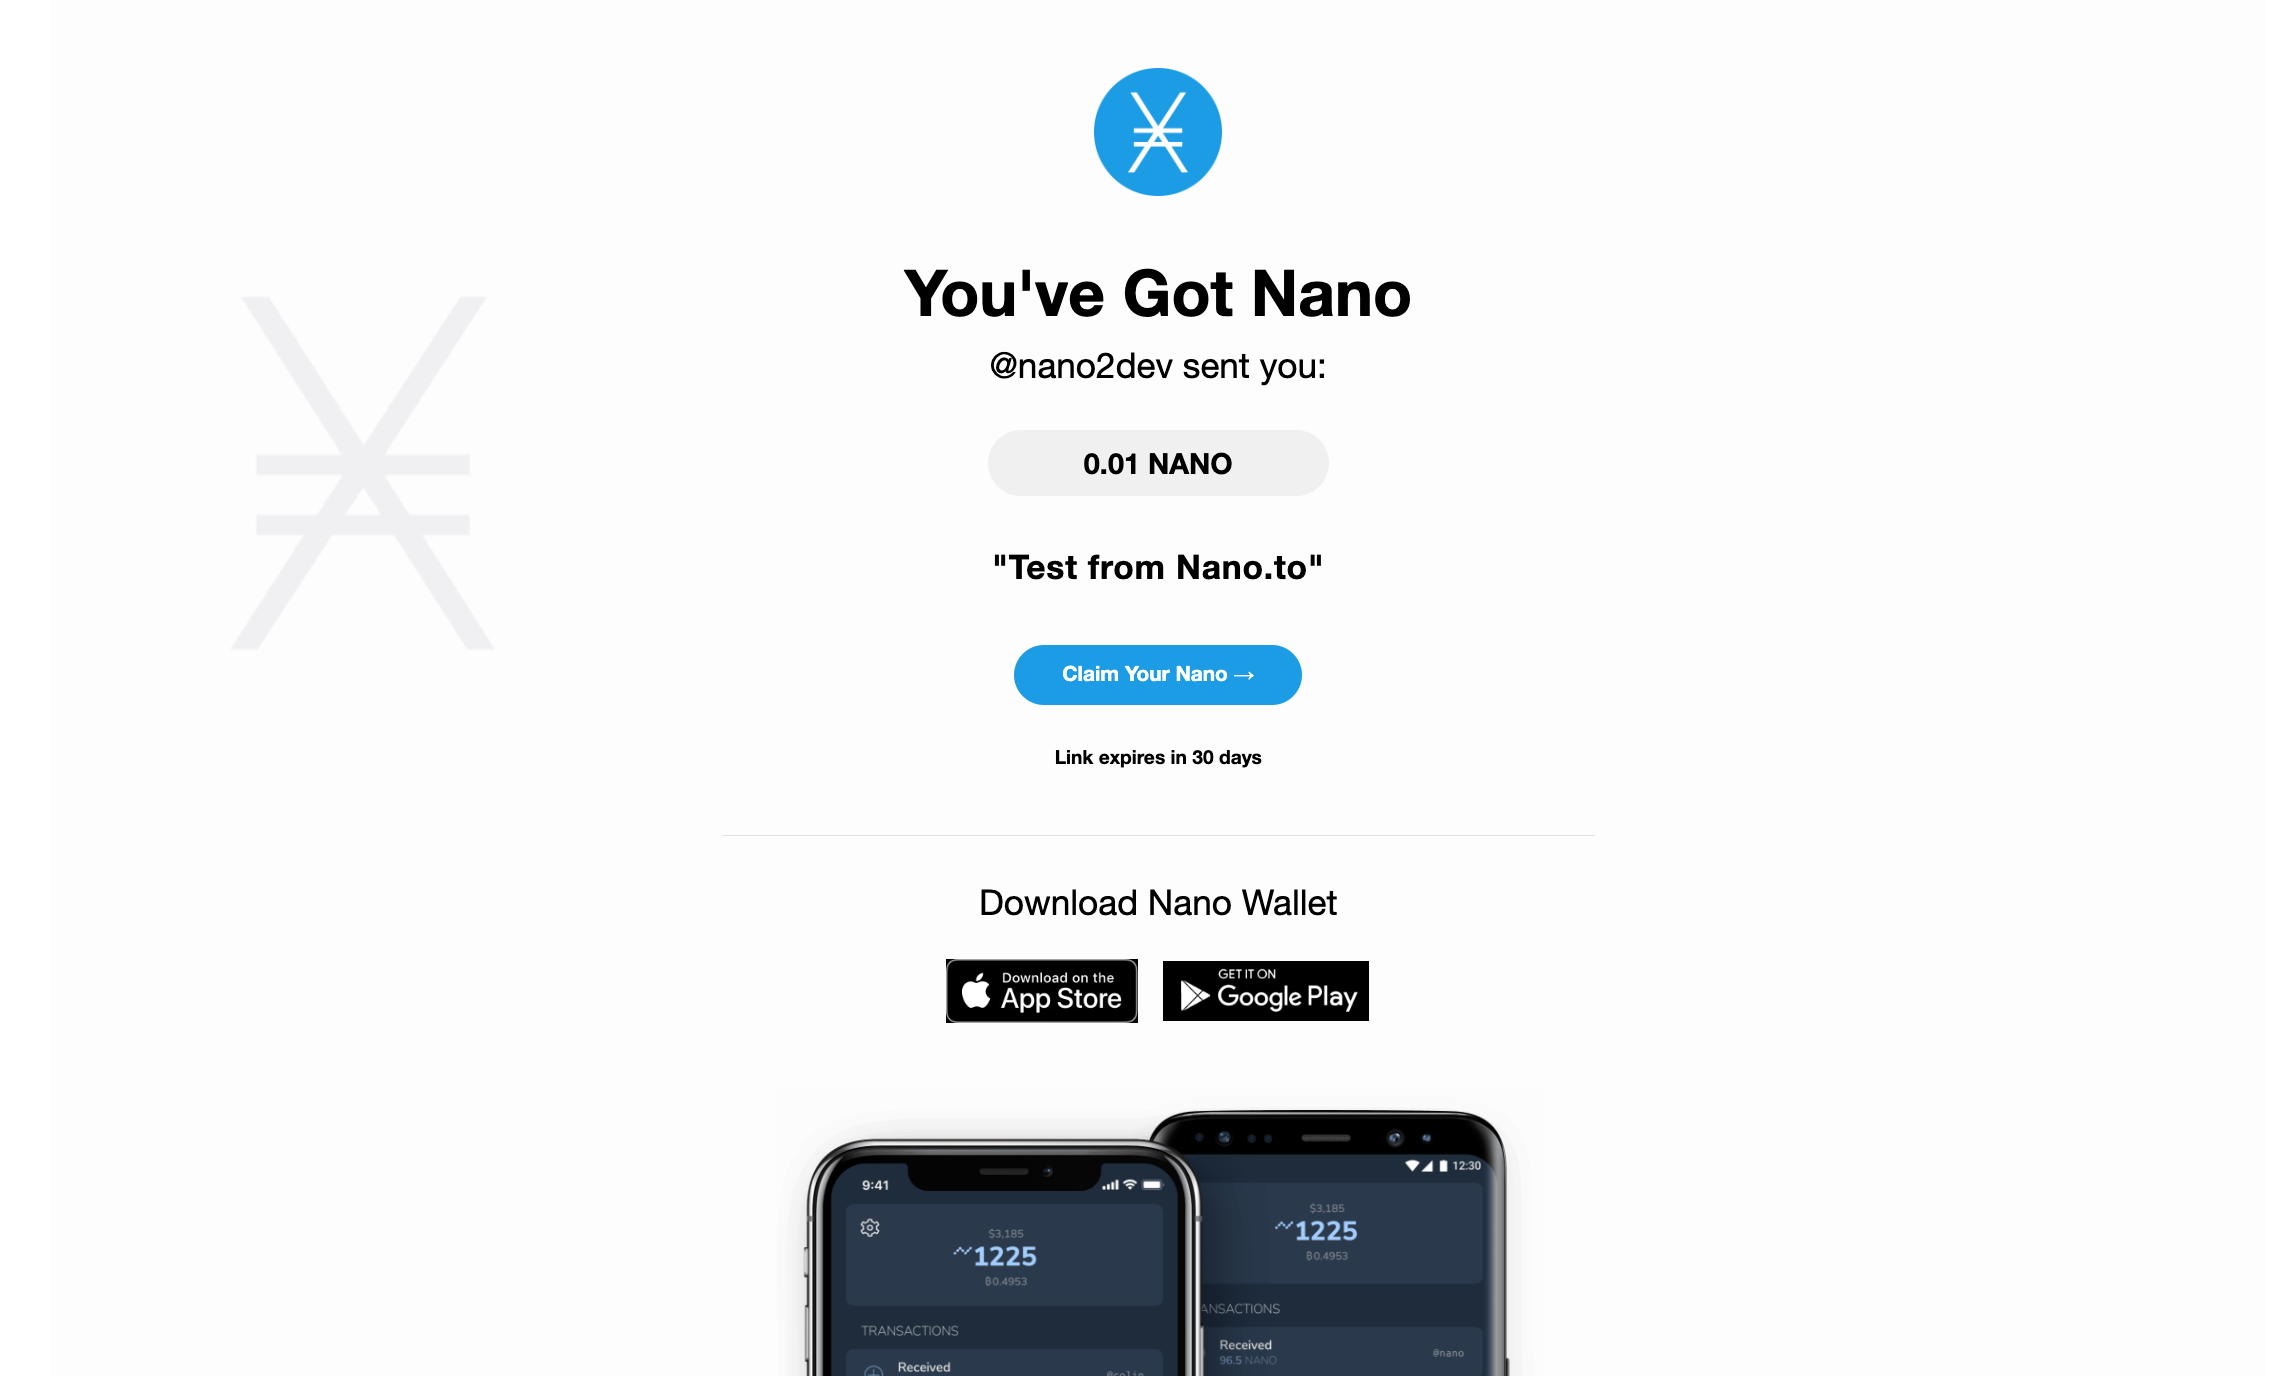 You've Got Nano
@nano2dev sent you:
0.01 NANO
"Test from Nano.to"
Claim Your Nano →
Link expires in 30 days
Download Nano Wallet
Download on the
App Store
GET IT ON
Google Play
9:41
$3,185
1225
₿0.4953
TRANSACTIONS
Received
12:30
$3,185
1225
₿0.4953
ANSACTIONS
Received
96.5 NANO
@nano